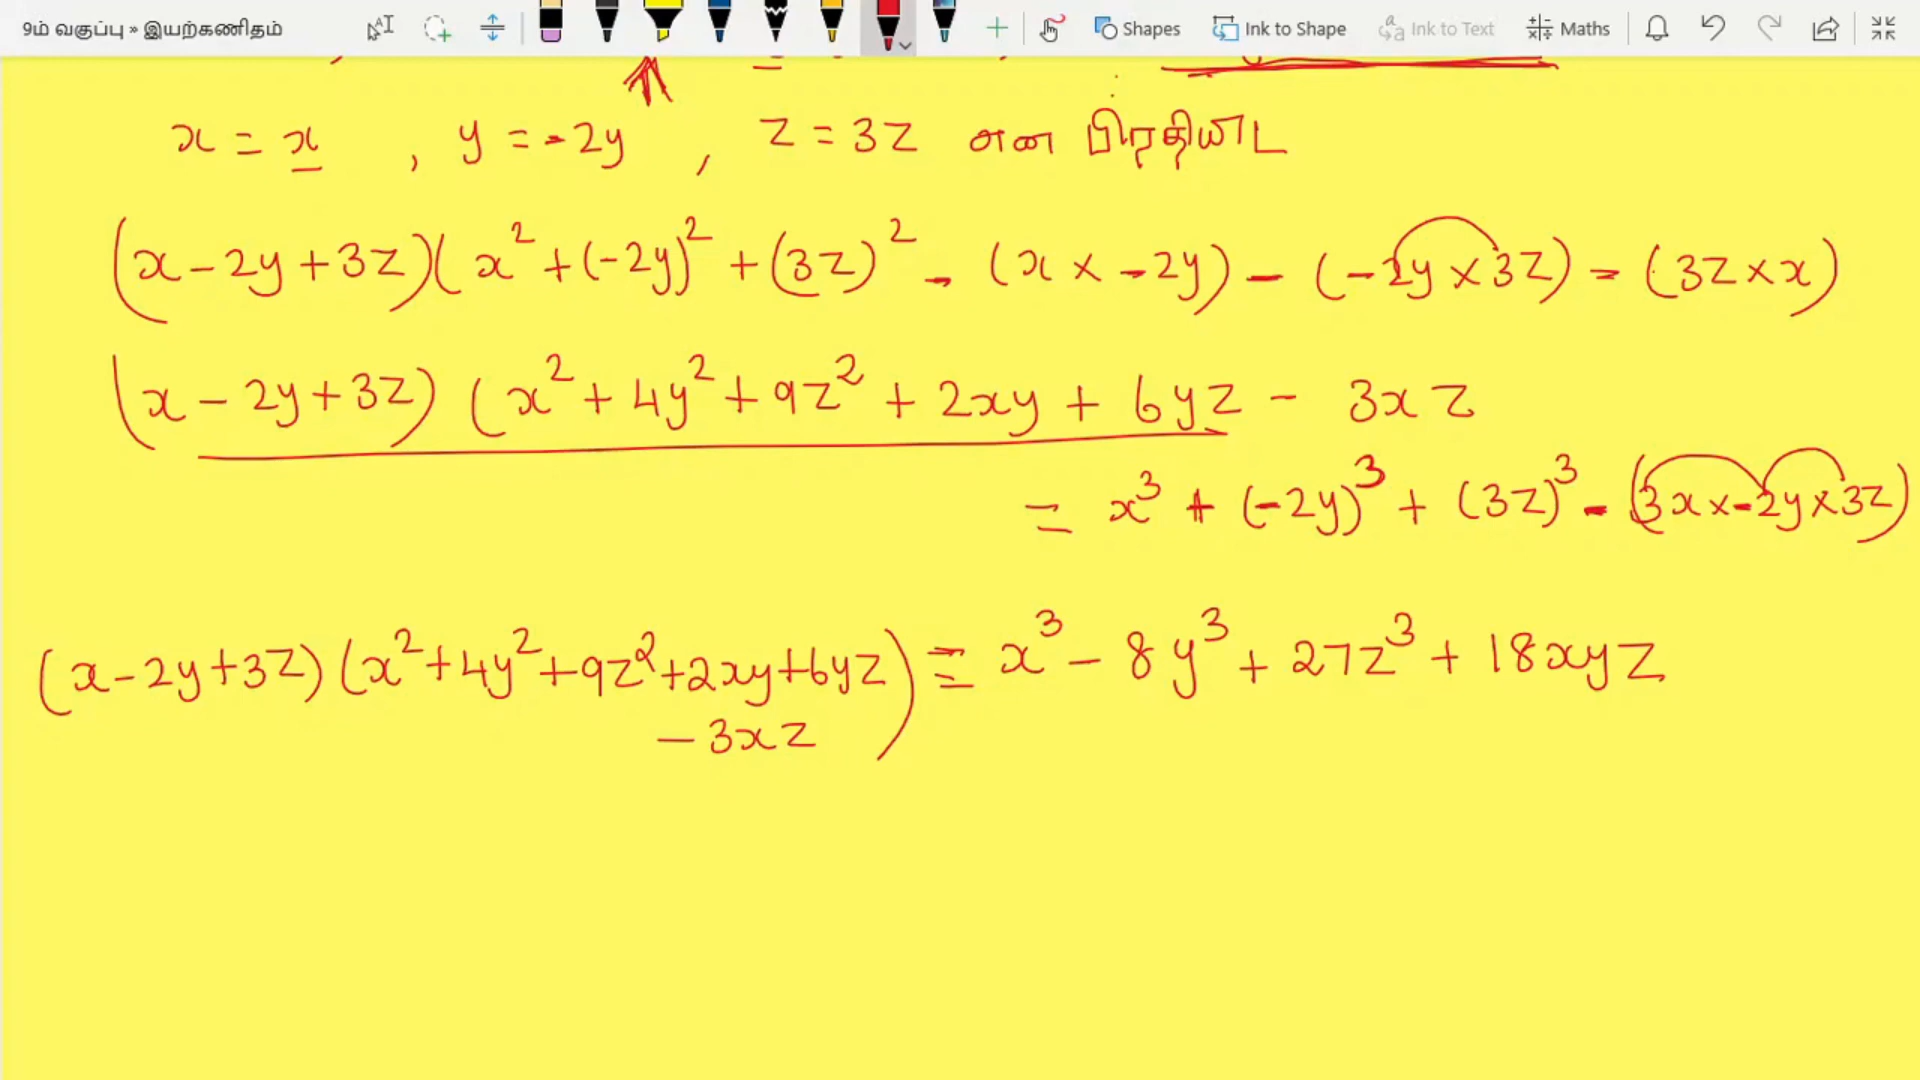 9ம் வகுப்பு » இயற்கணிதம் Shapes Ink to Shape Ink to Text Maths
x = x , y = -2y , z = 3z என பிரதியிட
(x - 2y + 3z)(x² + (-2y)² + (3z)² - (x × -2y) - (-2y × 3z) - (3z × x)
(x - 2y + 3z) (x² + 4y² + 9z² + 2xy + 6yz - 3xz
= x³ + (-2y)³ + (3z)³ - (3x × -2y × 3z)
(x - 2y + 3z) (x² + 4y² + 9z² + 2xy + 6yz = x³ - 8y³ + 27z³ + 18xyz
- 3xz )